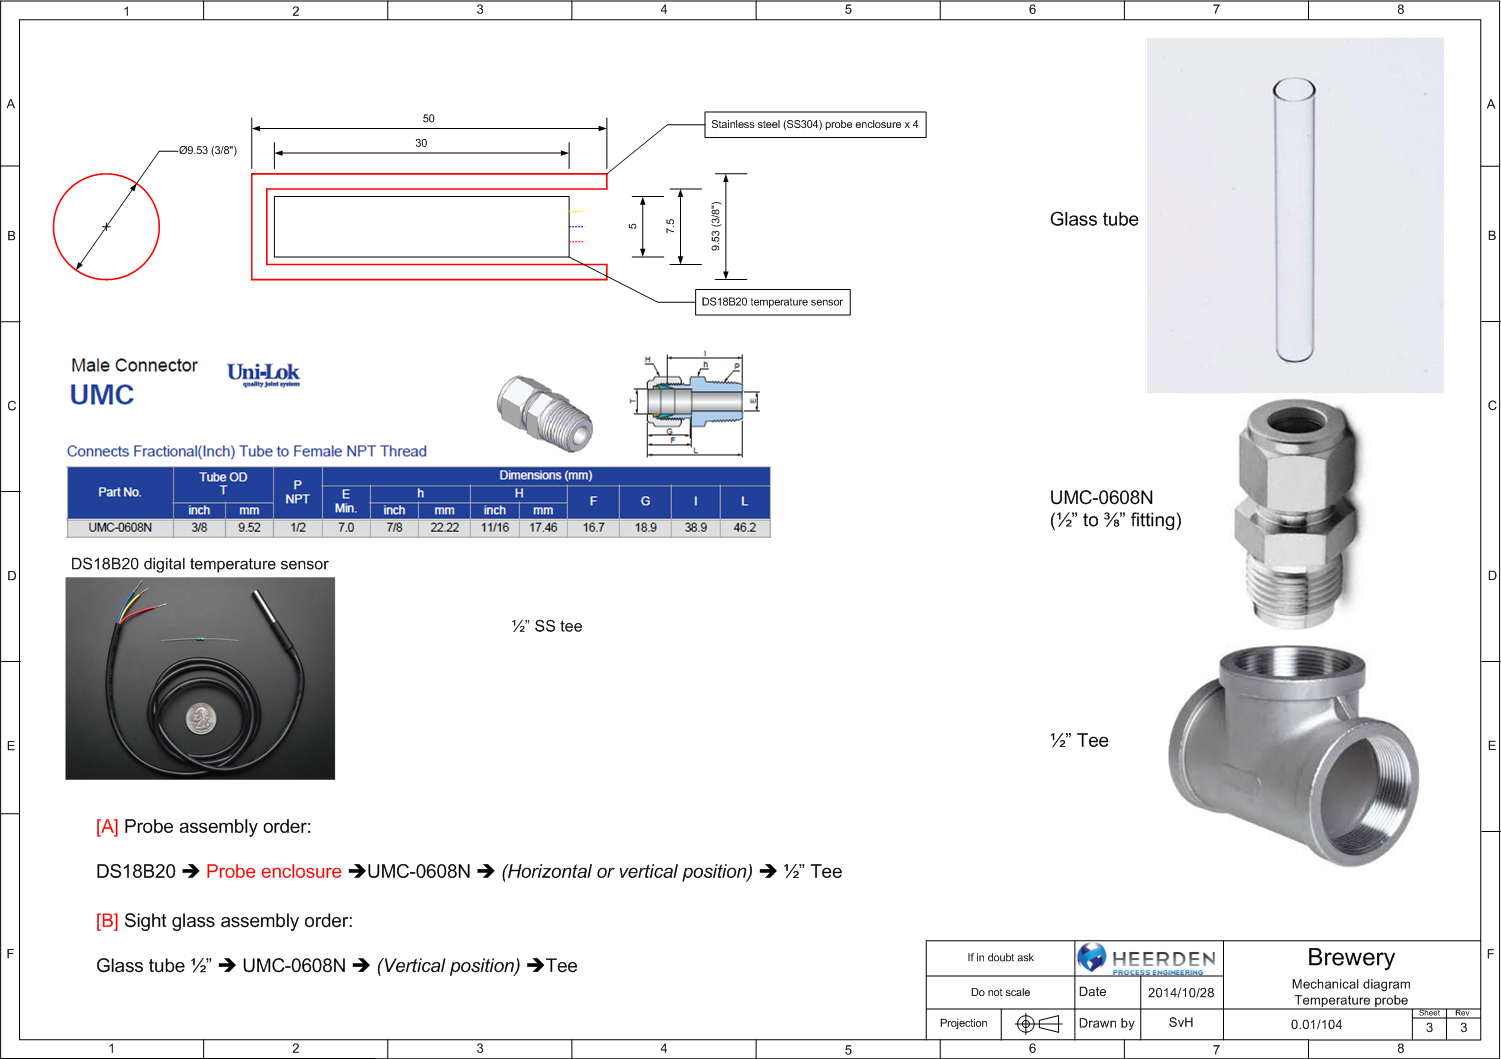 1 2 3 4 5 6 7 8
A A
B B
C C
D D
E E
F F
50
30
Ø9.53 (3/8")
Stainless steel (SS304) probe enclosure x 4
5
7.5
9.53 (3/8")
DS18B20 temperature sensor
Glass tube
Male Connector
UMC
Uni-Lok
quality joint system
H I h P
T E
G
F
L
Connects Fractional(Inch) Tube to Female NPT Thread
Part No. Tube OD T P NPT Dimensions (mm)
E Min. h H F G I L
inch mm inch mm inch mm
UMC-0608N 3/8 9.52 1/2 7.0 7/8 22.22 11/16 17.46 16.7 18.9 38.9 46.2
UMC-0608N
(½” to ⅜” fitting)
DS18B20 digital temperature sensor
½” SS tee
½” Tee
[A] Probe assembly order:
DS18B20 ➔ Probe enclosure ➔UMC-0608N ➔ (Horizontal or vertical position) ➔ ½” Tee
[B] Sight glass assembly order:
Glass tube ½” ➔ UMC-0608N ➔ (Vertical position) ➔Tee
If in doubt ask
HEERDEN
PROCESS ENGINEERING
Brewery
Do not scale
Date 2014/10/28
Mechanical diagram
Temperature probe
Projection
Drawn by SvH
0.01/104
Sheet Rev
3 3
1 2 3 4 5 6 7 8